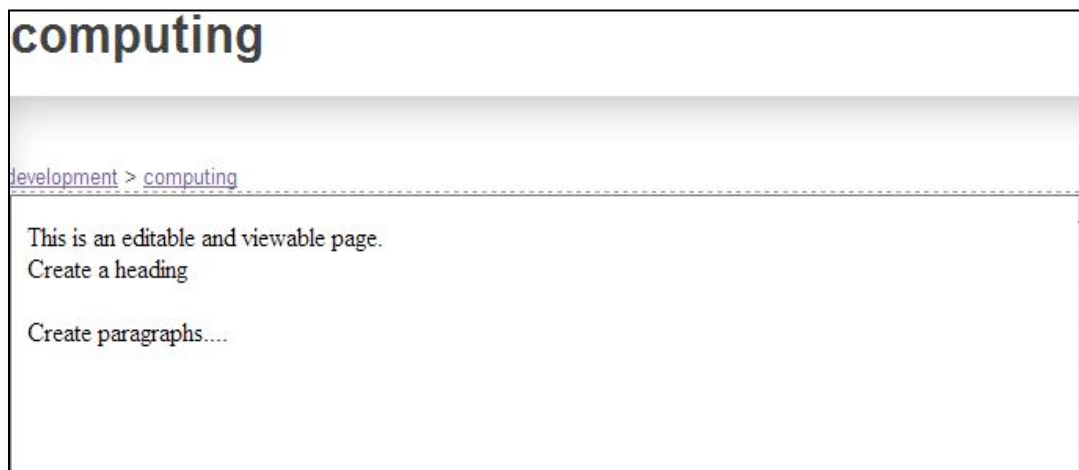 computing
development > computing
This is an editable and viewable page.
Create a heading
Create paragraphs....